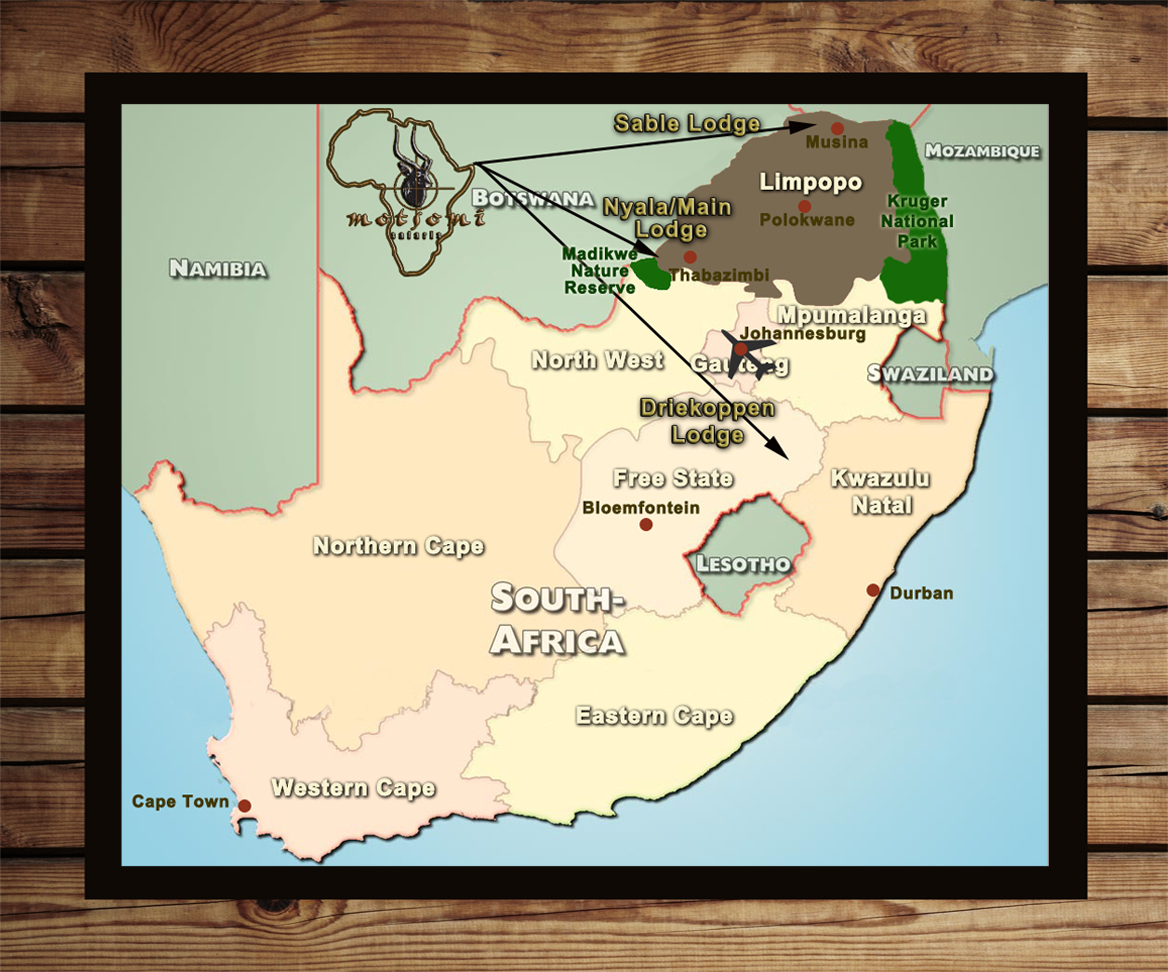 Sable Lodge
Musina
MOZAMBIQUE
Limpopo
BOTSWANA
Nyala/Main
Lodge
Polokwane
Kruger
National
Park
motsomi
safaris
Madikwe
Nature
Reserve
Thabazimbi
NAMIBIA
Mpumalanga
Johannesburg
North West
Gauteng
SWAZILAND
Driekoppen
Lodge
Free State
Kwazulu
Natal
Bloemfontein
Northern Cape
LESOTHO
SOUTH-
AFRICA
Durban
Eastern Cape
Western Cape
Cape Town